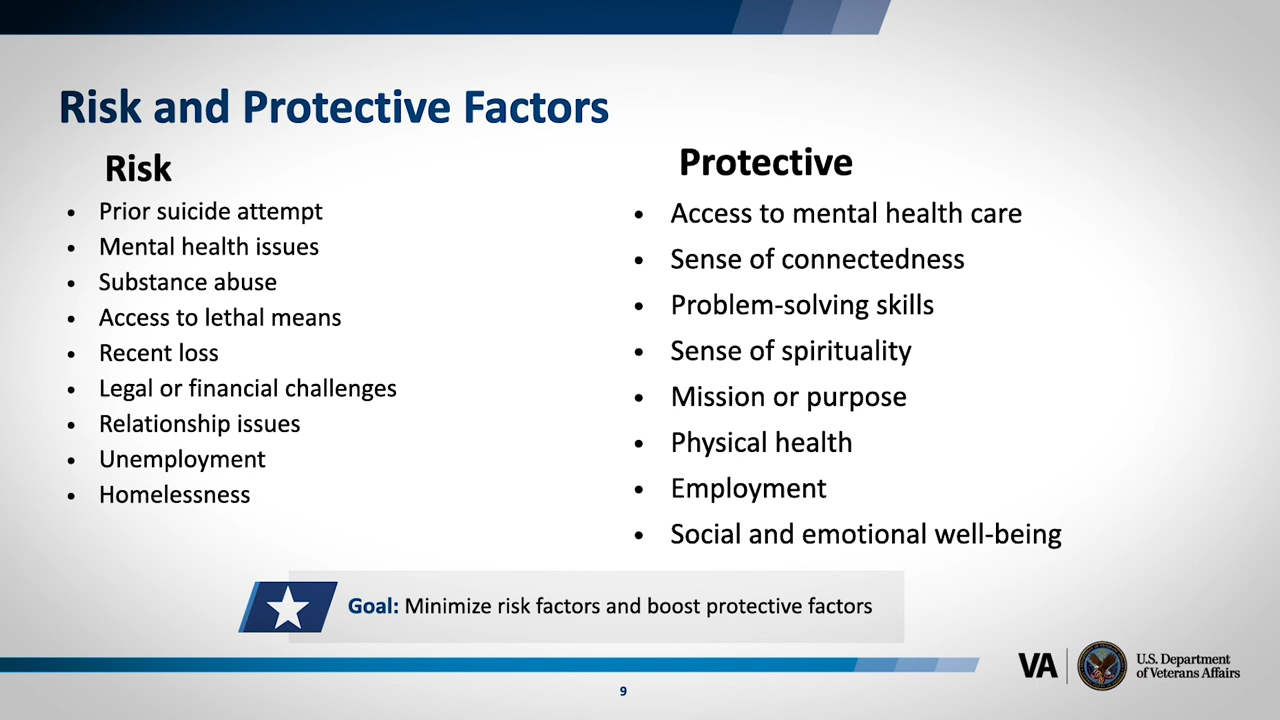 Risk and Protective Factors
Risk
• Prior suicide attempt
• Mental health issues
• Substance abuse
• Access to lethal means
• Recent loss
• Legal or financial challenges
• Relationship issues
• Unemployment
• Homelessness
Protective
• Access to mental health care
• Sense of connectedness
• Problem-solving skills
• Sense of spirituality
• Mission or purpose
• Physical health
• Employment
• Social and emotional well-being
Goal: Minimize risk factors and boost protective factors
VA
U.S. Department
of Veterans Affairs
9